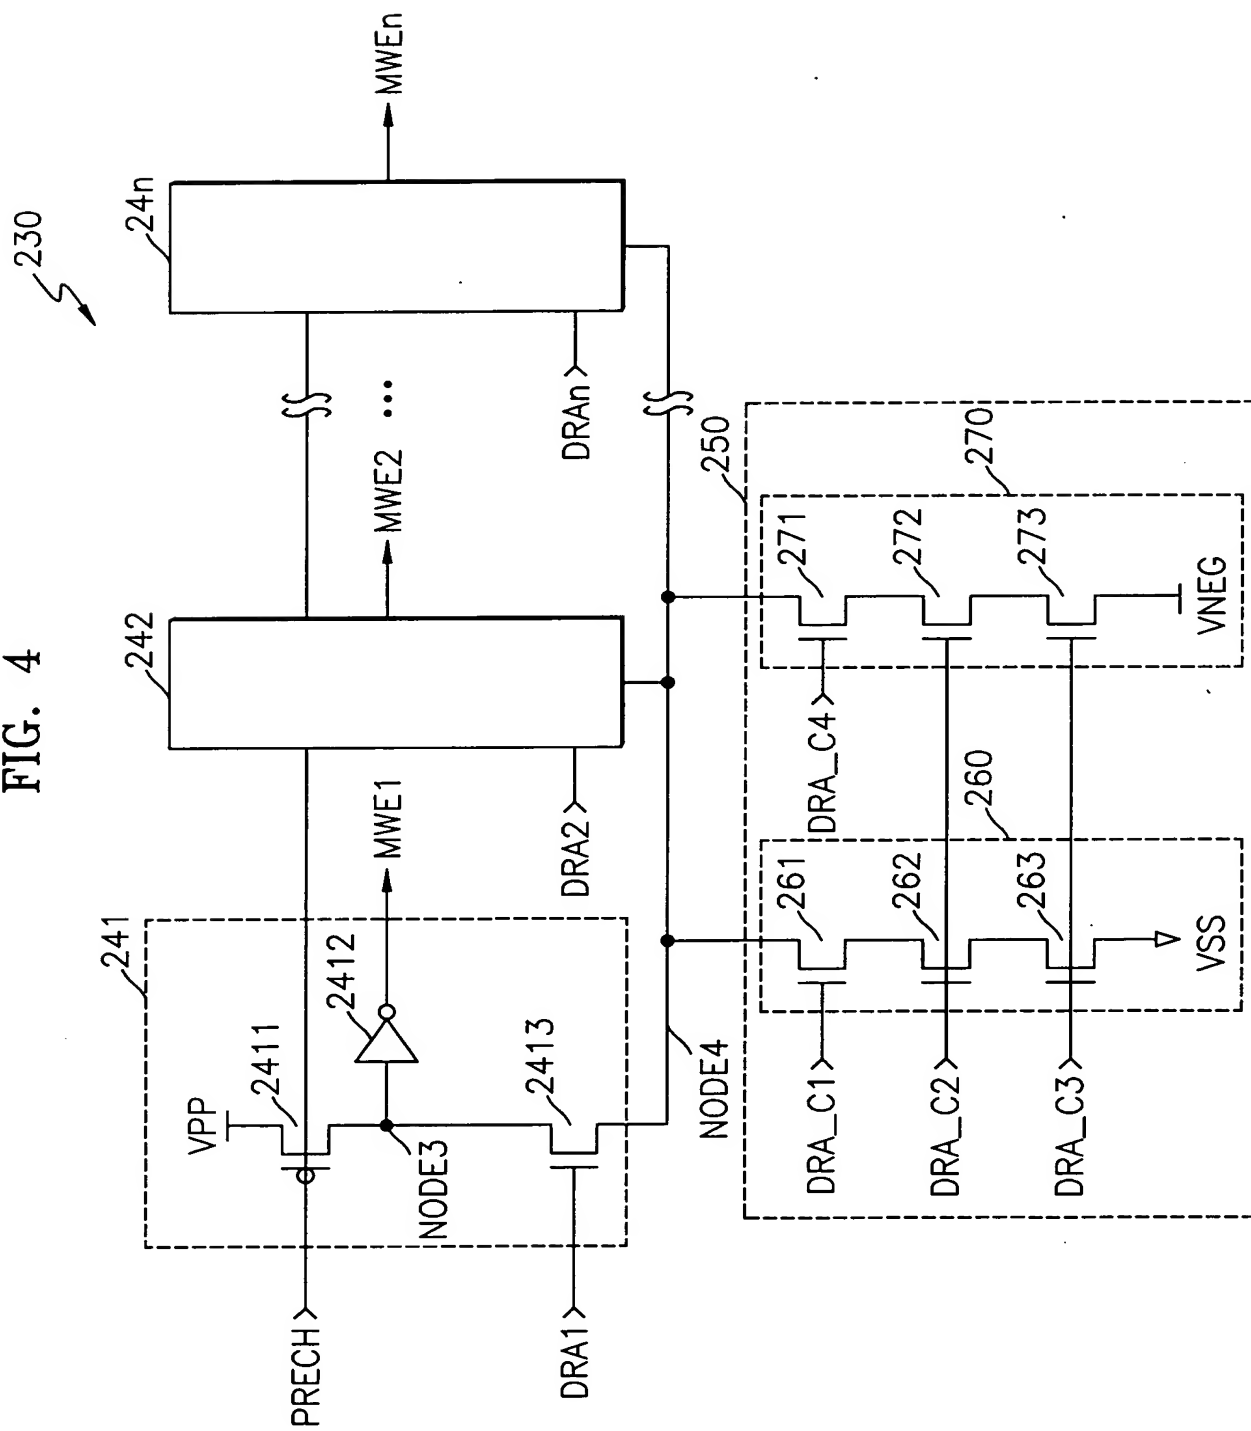 FIG. 4
230
241
242
24n
VPP
2411
PRECH
2412
MWE1
MWE2
...
MWEn
NODE3
2413
DRA1
DRA2
DRAn
NODE4
250
260
270
DRA_C1
261
DRA_C4
271
DRA_C2
262
272
DRA_C3
263
273
VSS
VNEG